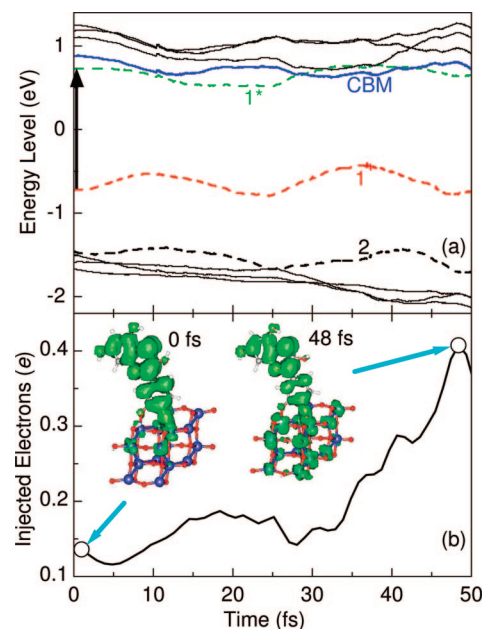 1
0
-1
-2
Energy Level (eV)
CBM
1*
1
2
(a)
0 fs
48 fs
0.4
0.3
0.2
0.1
Injected Electrons (e)
(b)
0 10 20 30 40 50
Time (fs)